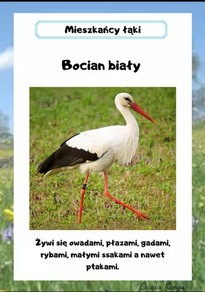 Mieszkańcy łąki
Bocian biały
Żywi się owadami, płazami, gadami,
rybami, małymi ssakami a nawet
ptakami.